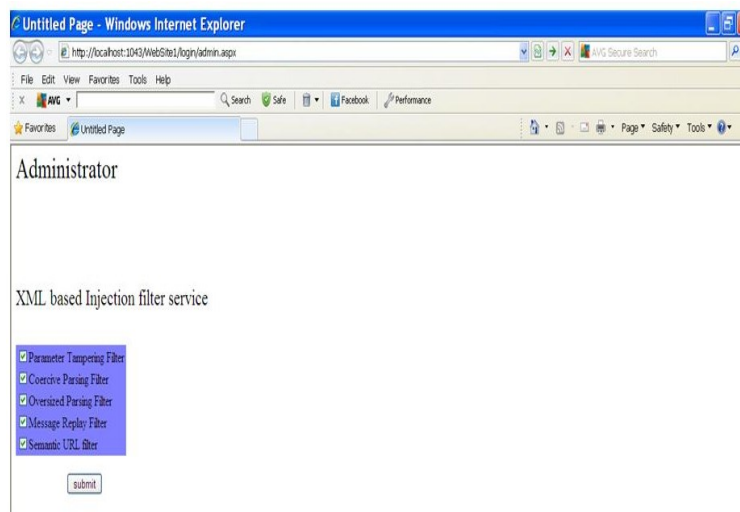 Untitled Page - Windows Internet Explorer
http://localhost:1043/WebSite1/login/admin.aspx
AVG Secure Search
File Edit View Favorites Tools Help
X AVG Search Safe Facebook Performance
Favorites Untitled Page Page Safety Tools
Administrator
XML based Injection filter service
Parameter Tampering Filter
Coercive Parsing Filter
Oversized Parsing Filter
Message Replay Filter
Semantic URL filter
submit